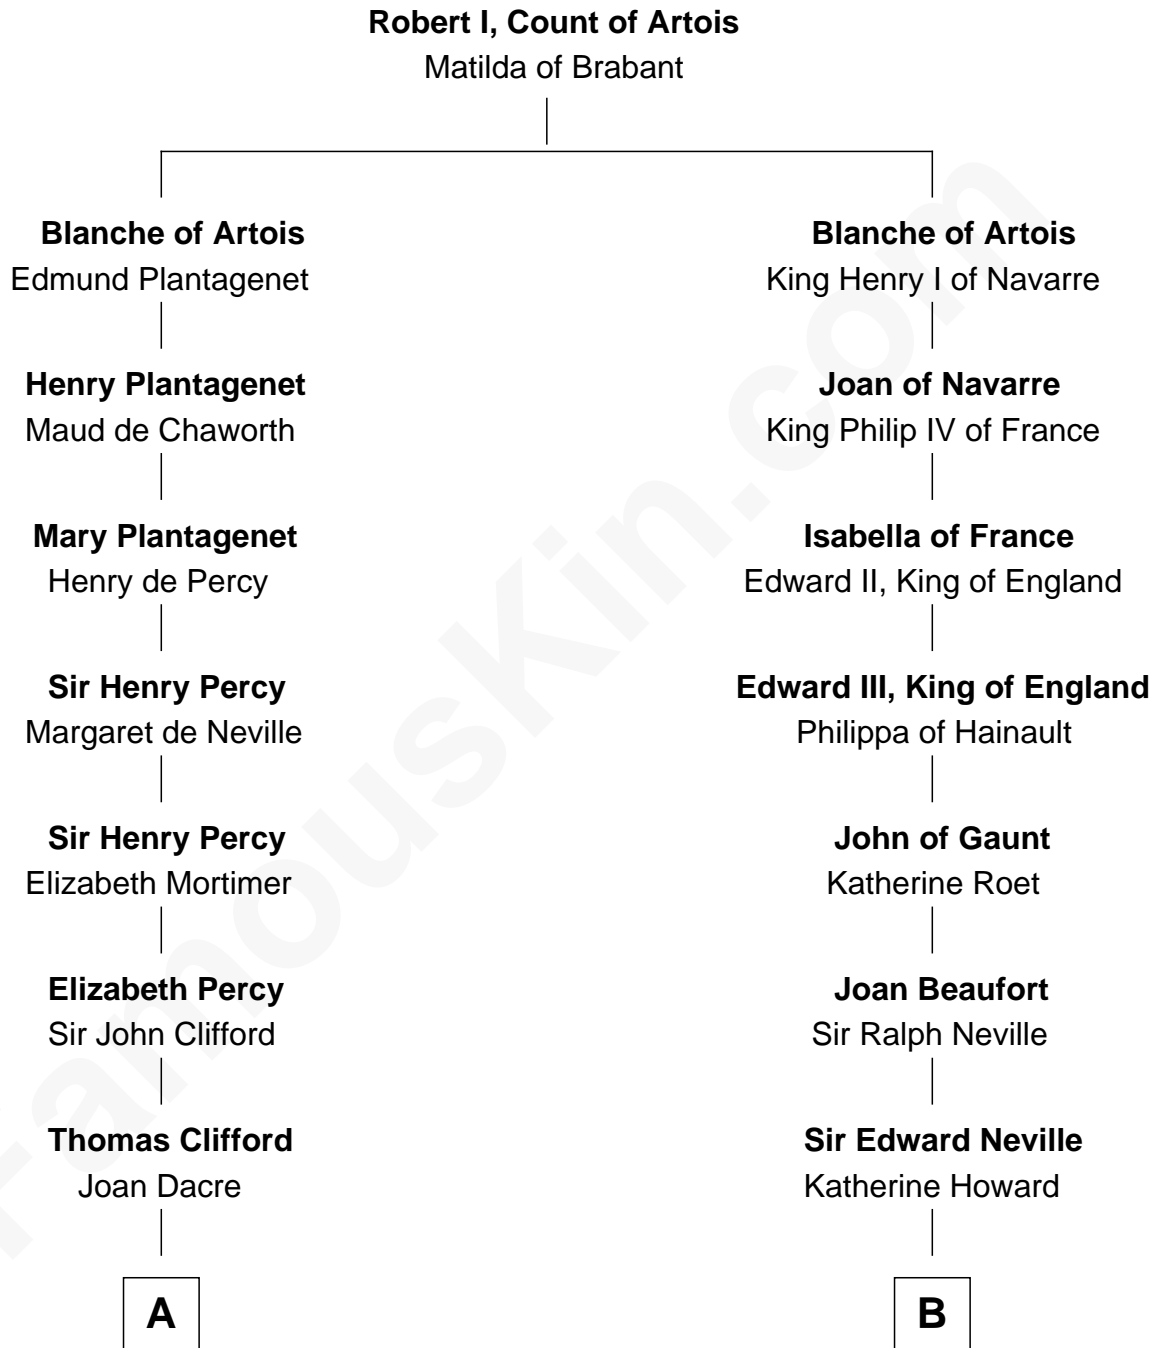 Robert I, Count of Artois
Matilda of Brabant
Blanche of Artois
Edmund Plantagenet
Blanche of Artois
King Henry I of Navarre
Henry Plantagenet
Maud de Chaworth
Joan of Navarre
King Philip IV of France
Mary Plantagenet
Henry de Percy
Isabella of France
Edward II, King of England
Sir Henry Percy
Margaret de Neville
Edward III, King of England
Philippa of Hainault
Sir Henry Percy
Elizabeth Mortimer
John of Gaunt
Katherine Roet
Elizabeth Percy
Sir John Clifford
Joan Beaufort
Sir Ralph Neville
Thomas Clifford
Joan Dacre
Sir Edward Neville
Katherine Howard
A
B
FamousKin.com